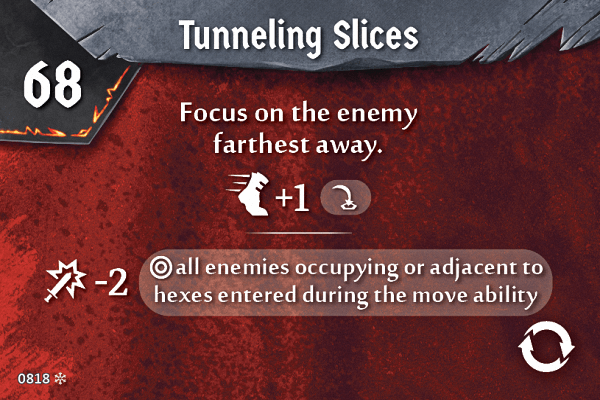 Tunneling Slices
68
Focus on the enemy
farthest away.
+1
-2 all enemies occupying or adjacent to
hexes entered during the move ability
0818